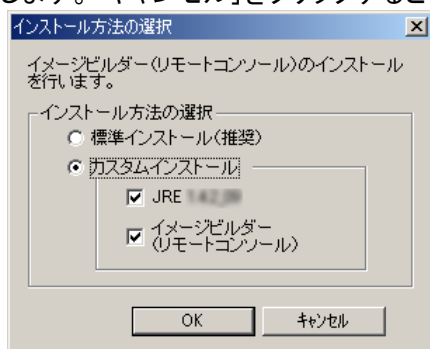 します。「キャンセル」をクリックすると
インストール方法の選択
イメージビルダー(リモートコンソール)のインストール
を行います。
インストール方法の選択
標準インストール(推奨)
カスタムインストール
JRE
イメージビルダー
(リモートコンソール)
OK
キャンセル